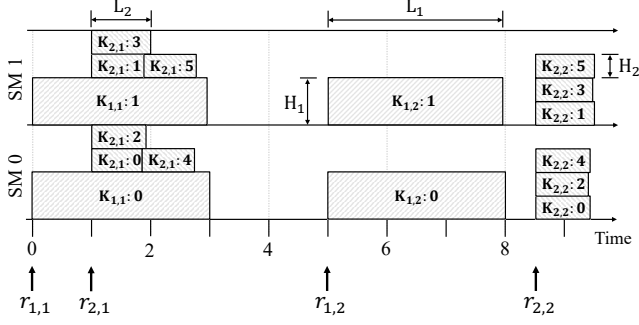 L₂
L₁
SM 1
K₂,₁: 3
K₂,₁: 1
K₂,₁: 5
K₁,₁: 1
H₁
K₁,₂: 1
K₂,₂: 5
K₂,₂: 3
K₂,₂: 1
H₂
SM 0
K₂,₁: 2
K₂,₁: 0
K₂,₁: 4
K₁,₁: 0
K₁,₂: 0
K₂,₂: 4
K₂,₂: 2
K₂,₂: 0
0 2 4 6 8 Time
r₁,₁ r₂,₁ r₁,₂ r₂,₂